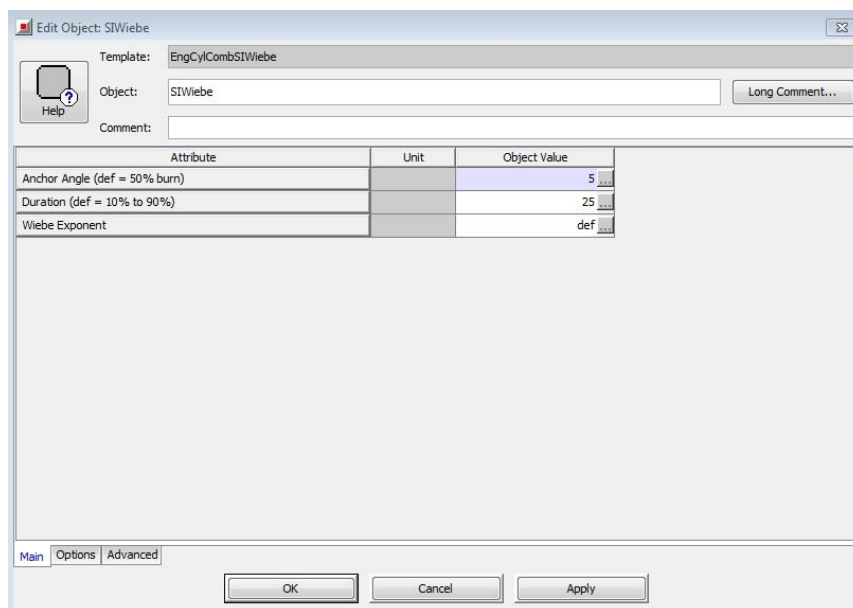 Edit Object: SIWiebe
Template: EngCylCombSIWiebe
Help
Object: SIWiebe Long Comment...
Comment:
Attribute Unit Object Value
Anchor Angle (def = 50% burn) 5 ...
Duration (def = 10% to 90%) 25 ...
Wiebe Exponent def ...
Main Options Advanced
OK Cancel Apply